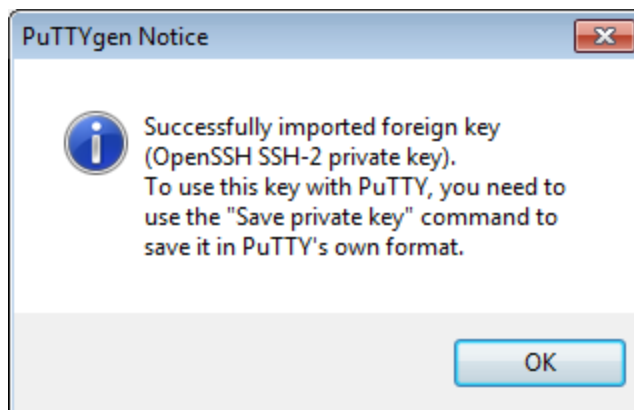 PuTTYgen Notice
Successfully imported foreign key
(OpenSSH SSH-2 private key).
To use this key with PuTTY, you need to
use the "Save private key" command to
save it in PuTTY's own format.
OK